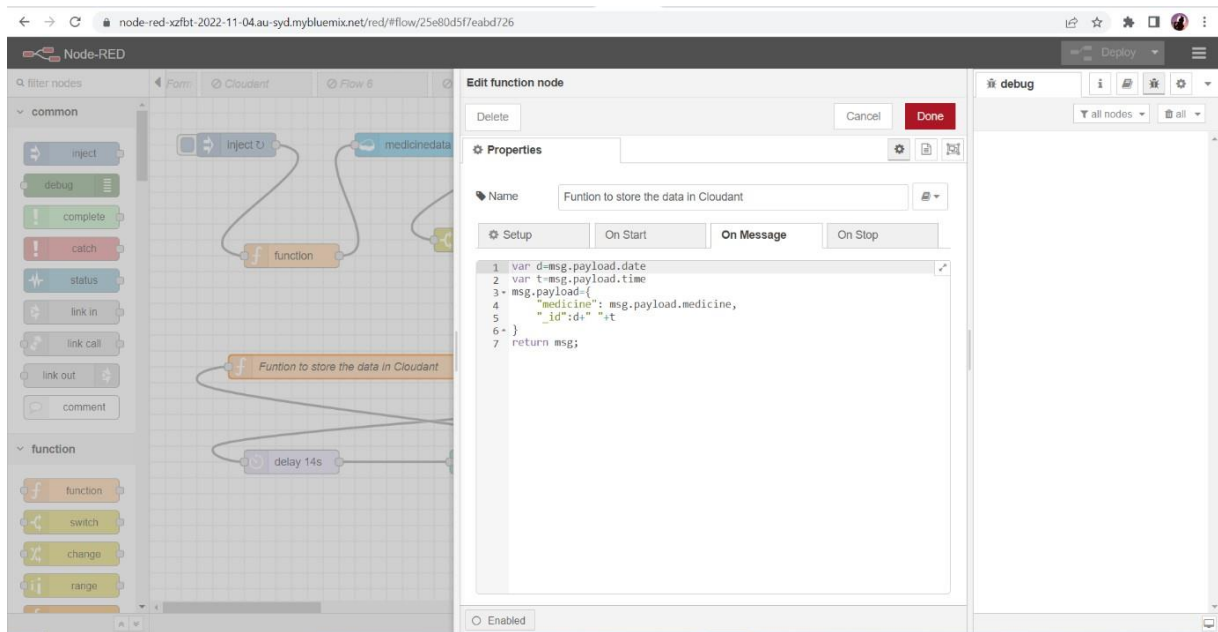 node-red-xzfbt-2022-11-04.au-syd.mybluemix.net/red/#flow/25e80d5f7eabd726
Node-RED
Deploy
filter nodes
Cloudant
Flow 6
Edit function node
debug
i
common
Delete
Cancel
Done
all nodes
all
inject
inject ↻
medicinedata
Properties
debug
Name
Funtion to store the data in Cloudant
complete
Setup
On Start
On Message
On Stop
catch
function
1 var d=msg.payload.date
2 var t=msg.payload.time
status
3 msg.payload={
4 "medicine": msg.payload.medicine,
link in
5 "_id":d+" "+t
6 }
link call
7 return msg;
link out
Funtion to store the data in Cloudant
comment
function
delay 14s
function
switch
change
range
Enabled